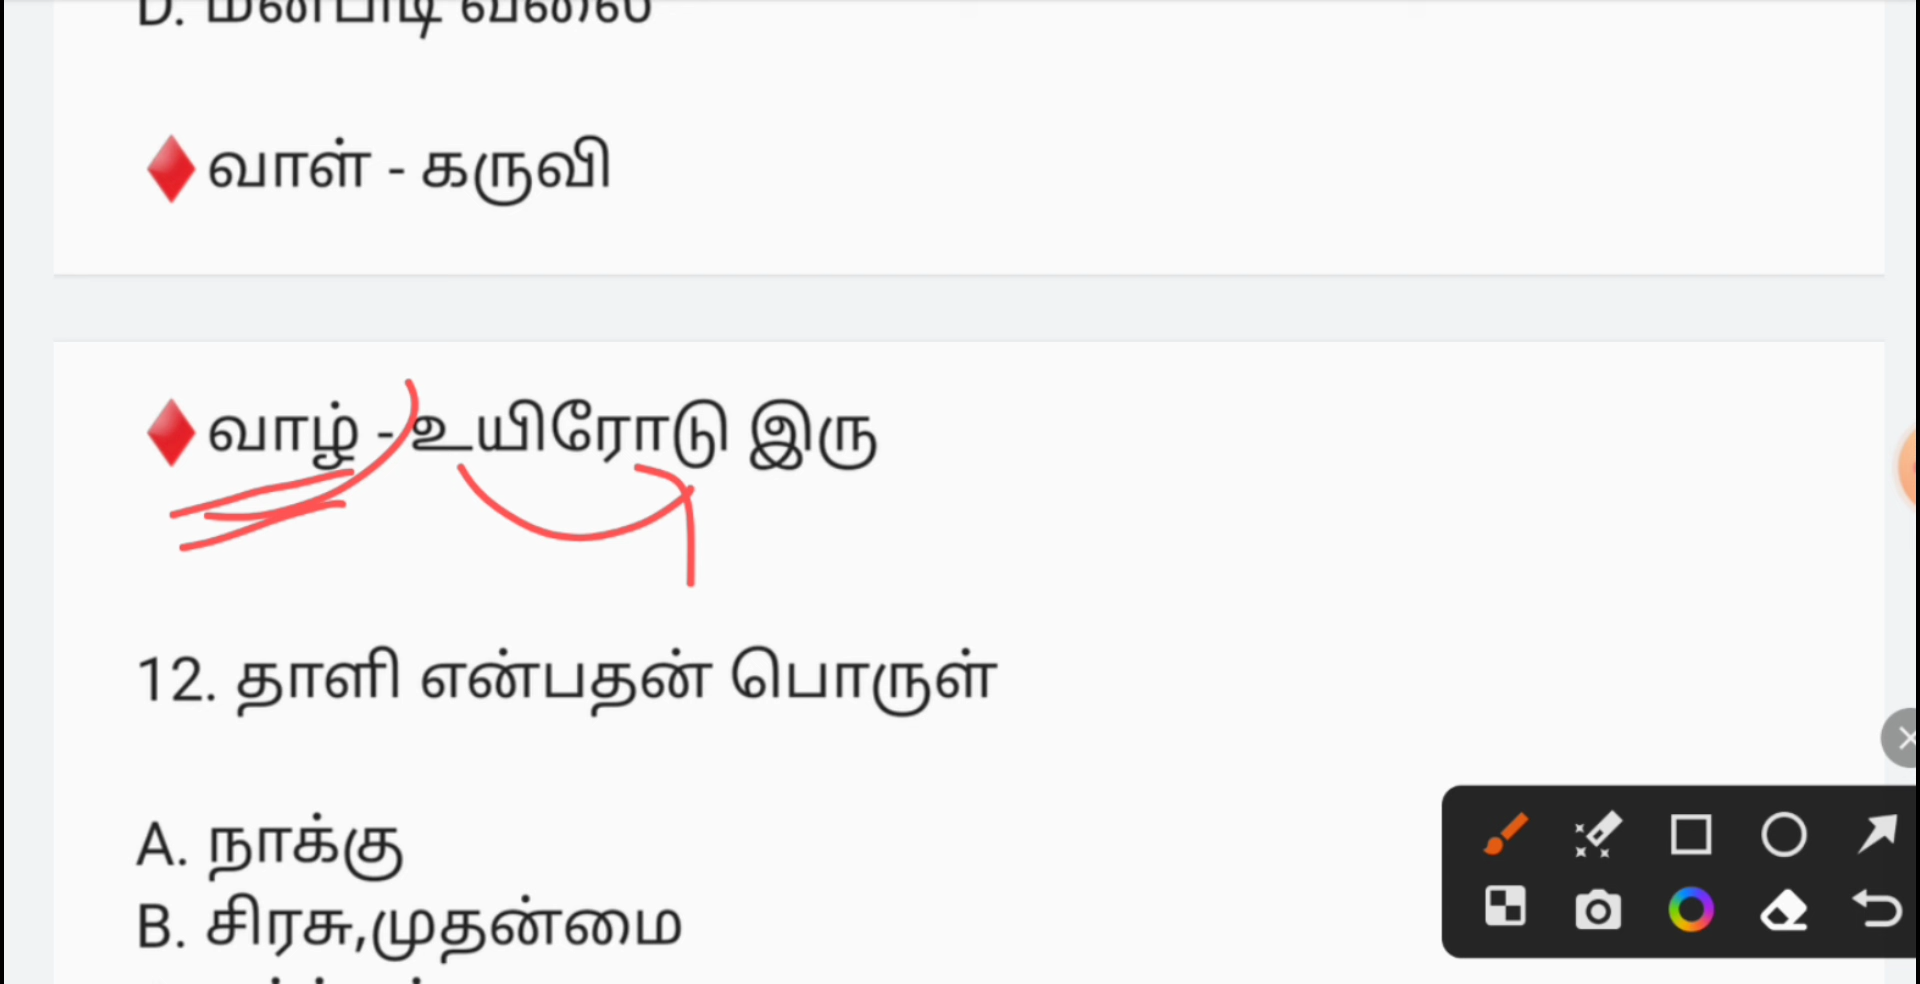 ♦வாள் - கருவி
♦வாழ் - உயிரோடு இரு
12. தாளி என்பதன் பொருள்
A. நாக்கு
B. சிரசு,முதன்மை